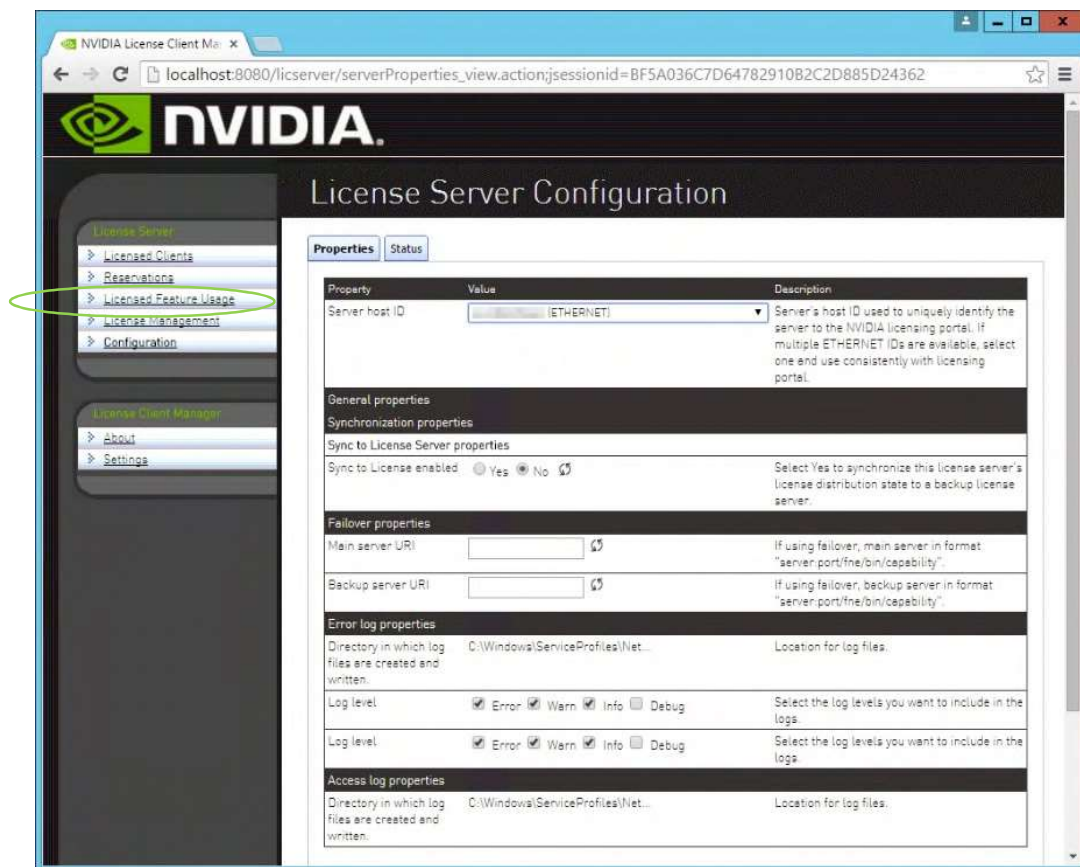 NVIDIA License Client Ma
localhost:8080/licserver/serverProperties_view.action;jsessionid=BF5A036C7D64782910B2C2D885D24362
NVIDIA.
License Server Configuration
License Server
Licensed Clients
Reservations
Licensed Feature Usage
License Management
Configuration
License Client Manager
About
Settings
Properties Status
Property Value Description
Server host ID (ETHERNET) Server's host ID used to uniquely identify the
server to the NVIDIA licensing portal. If
multiple ETHERNET IDs are available, select
one and use consistently with licensing
portal.
General properties
Synchronization properties
Sync to License Server properties
Sync to License enabled Yes No Select Yes to synchronize this license server's
license distribution state to a backup license
server.
Failover properties
Main server URI If using failover, main server in format
"server:port/fne/bin/capability".
Backup server URI If using failover, backup server in format
"server:port/fne/bin/capability".
Error log properties
Directory in which log C:\Windows\ServiceProfiles\Net... Location for log files.
files are created and
written.
Log level Error Warn Info Debug Select the log levels you want to include in the
logs.
Log level Error Warn Info Debug Select the log levels you want to include in the
logs.
Access log properties
Directory in which log C:\Windows\ServiceProfiles\Net... Location for log files.
files are created and
written.